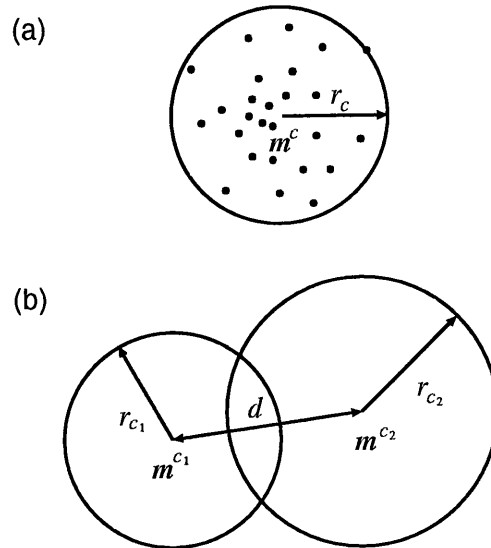 (a)
r_c
m^c
(b)
d
r_{c_1}
r_{c_2}
m^{c_1}
m^{c_2}